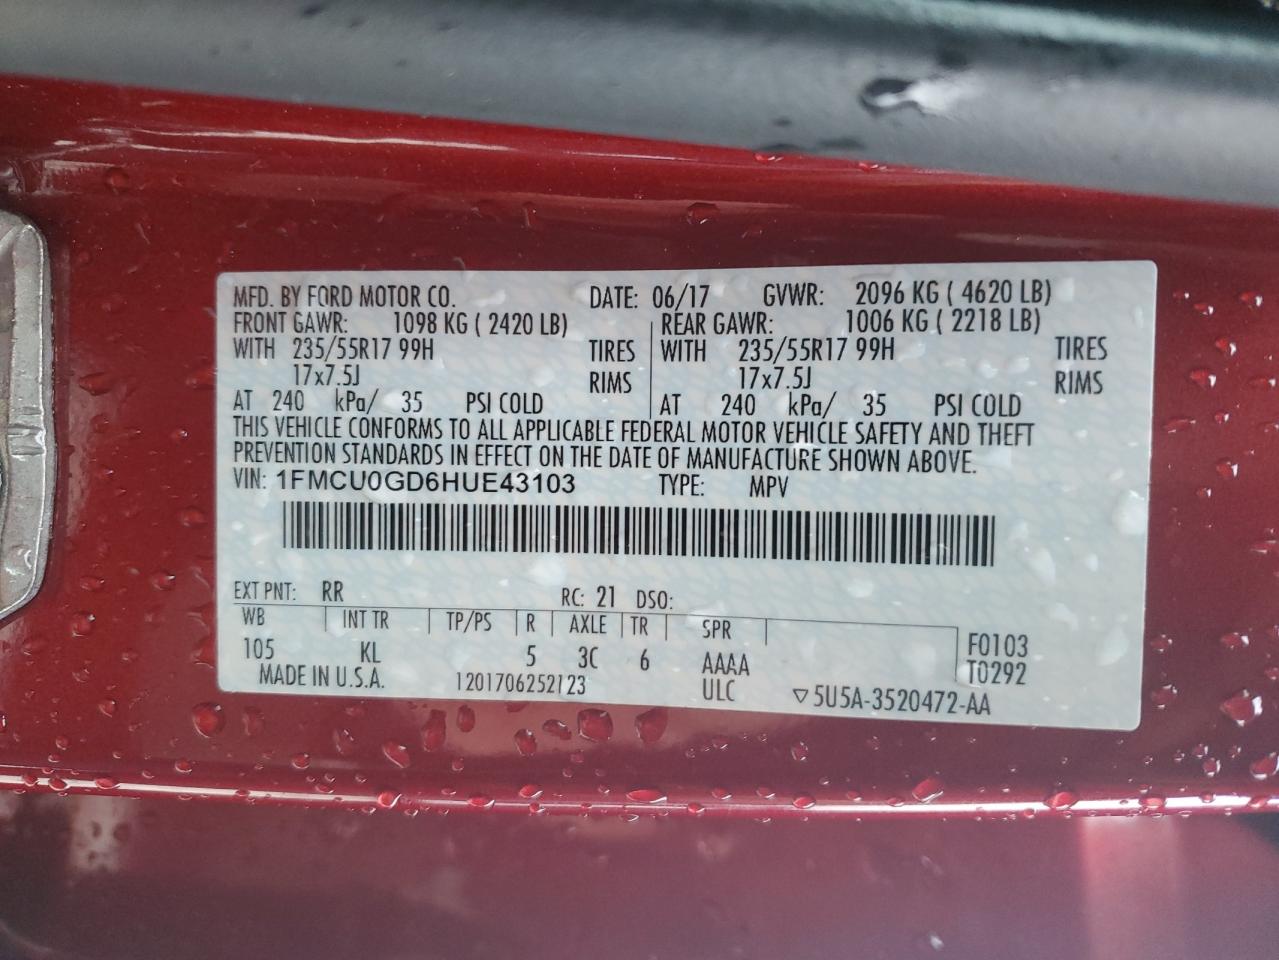 MFD. BY FORD MOTOR CO. DATE: 06/17 GVWR: 2096 KG ( 4620 LB)
FRONT GAWR: 1098 KG ( 2420 LB) REAR GAWR: 1006 KG ( 2218 LB)
WITH 235/55R17 99H TIRES WITH 235/55R17 99H TIRES
17x7.5J RIMS 17x7.5J RIMS
AT 240 kPa/ 35 PSI COLD AT 240 kPa/ 35 PSI COLD
THIS VEHICLE CONFORMS TO ALL APPLICABLE FEDERAL MOTOR VEHICLE SAFETY AND THEFT
PREVENTION STANDARDS IN EFFECT ON THE DATE OF MANUFACTURE SHOWN ABOVE.
VIN: 1FMCU0GD6HUE43103 TYPE: MPV
EXT PNT: RR RC: 21 DSO:
WB INT TR TP/PS R AXLE TR SPR
105 KL 5 3C 6 AAAA F0103
MADE IN U.S.A. 1201706252123 ULC T0292
▽5U5A-3520472-AA